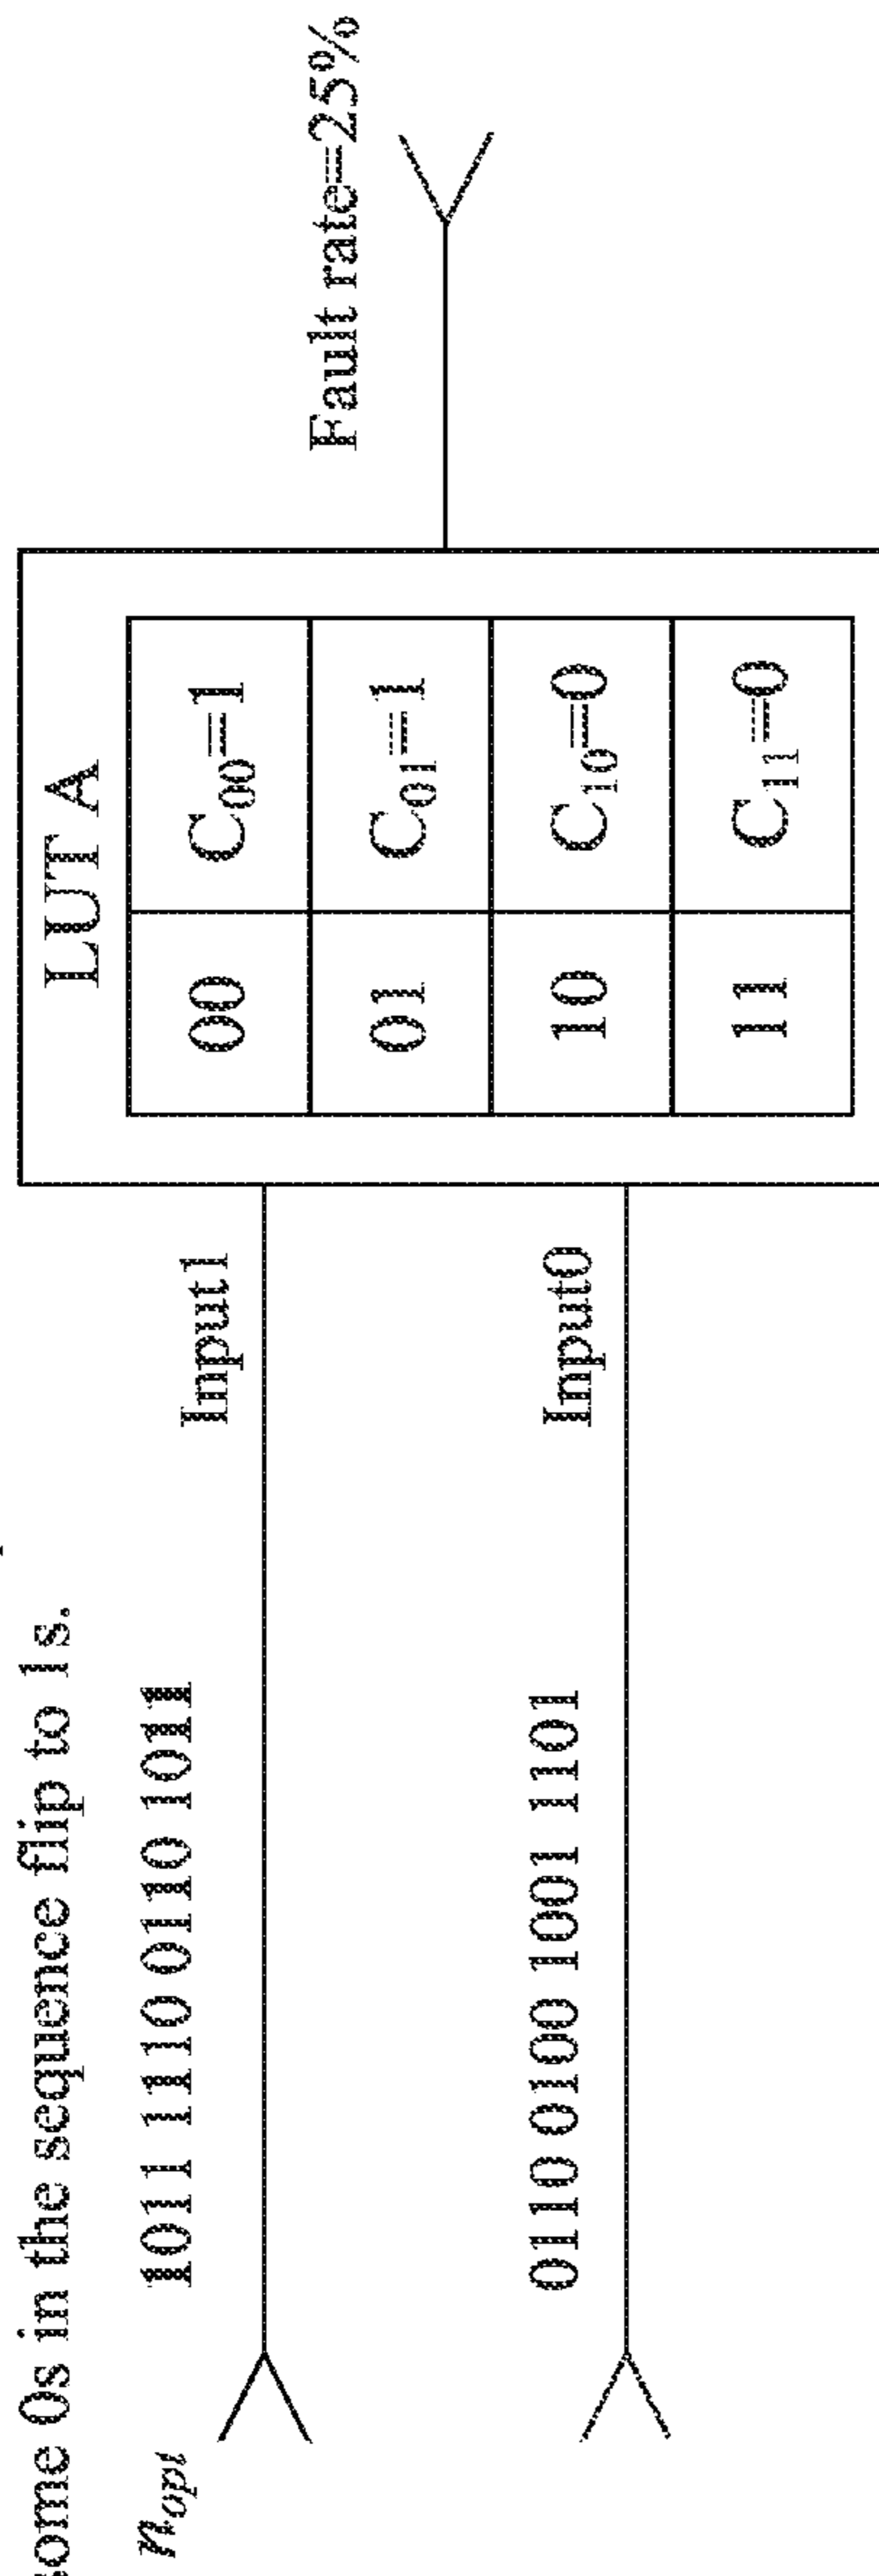 ome 0s in the sequence flip to 1s.
n_opt
1011 1110 0110 1011
Input1
0110 0100 1001 1101
Input0
LUT A
00 C00=1
01 C01=1
10 C10=0
11 C11=0
Fault rate=25%